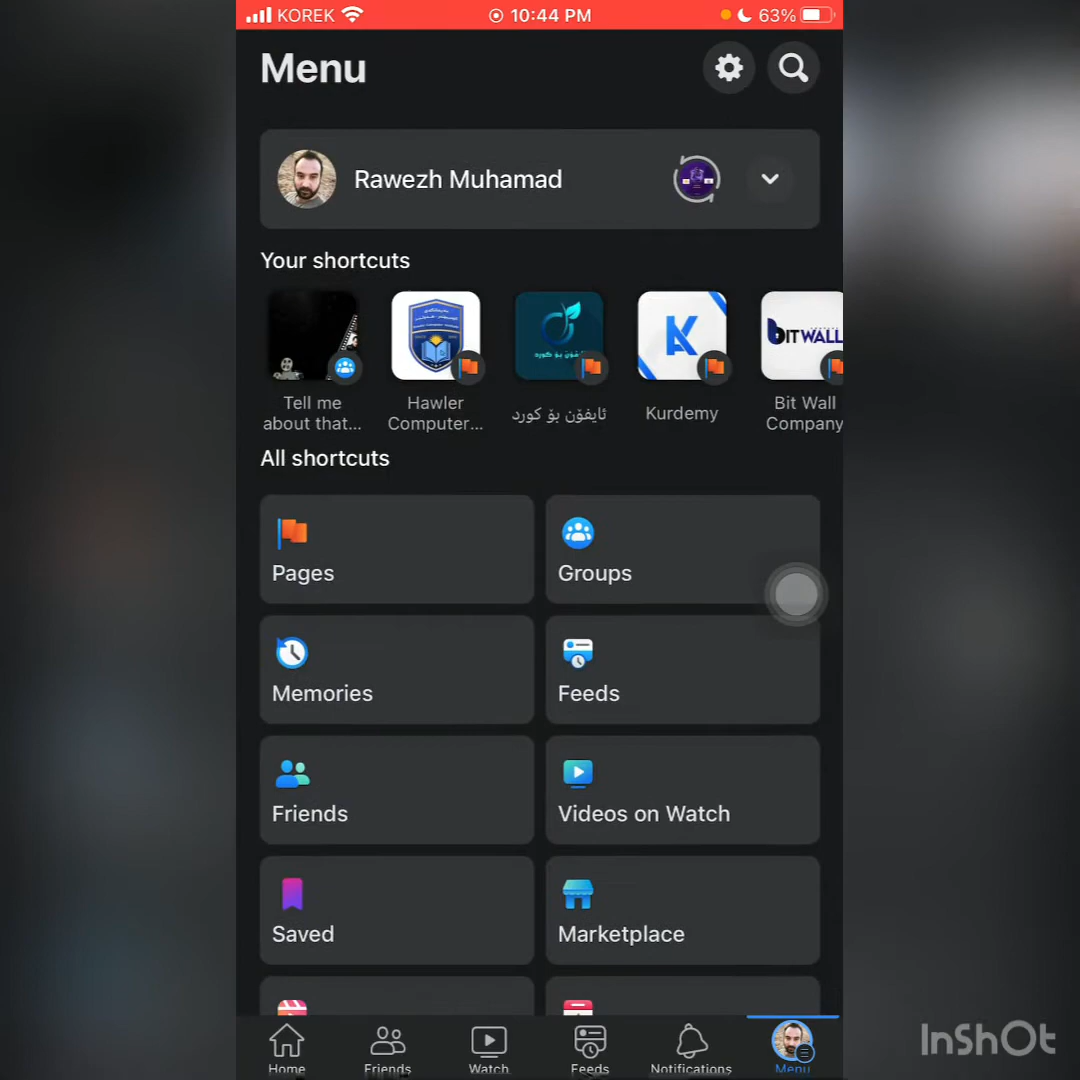 KOREK
10:44 PM
63%
Menu
Rawezh Muhamad
Your shortcuts
BITWALL
Tell me
about that...
Hawler
Computer...
ئایفۆن بۆ کورد
Kurdemy
Bit Wall
Company
All shortcuts
Pages
Groups
Memories
Feeds
Friends
Videos on Watch
Saved
Marketplace
Home
Friends
Watch
Feeds
Notifications
Menu
InShOt